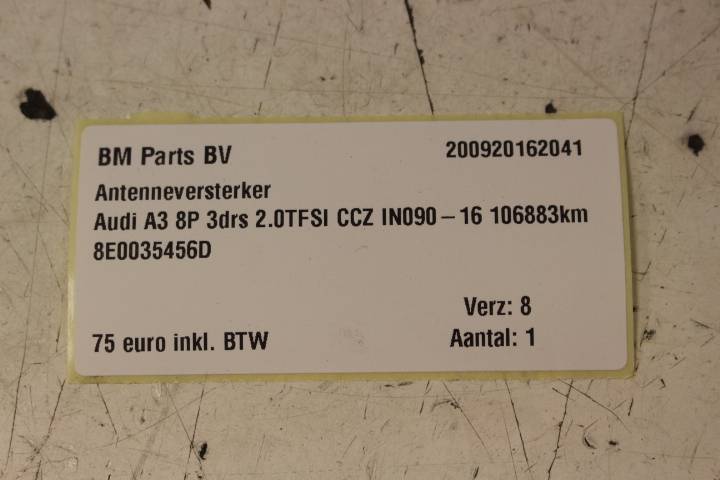 BM Parts BV 200920162041
Antenneversterker
Audi A3 8P 3drs 2.0TFSI CCZ IN090 – 16 106883km
8E0035456D
Verz: 8
75 euro inkl. BTW Aantal: 1